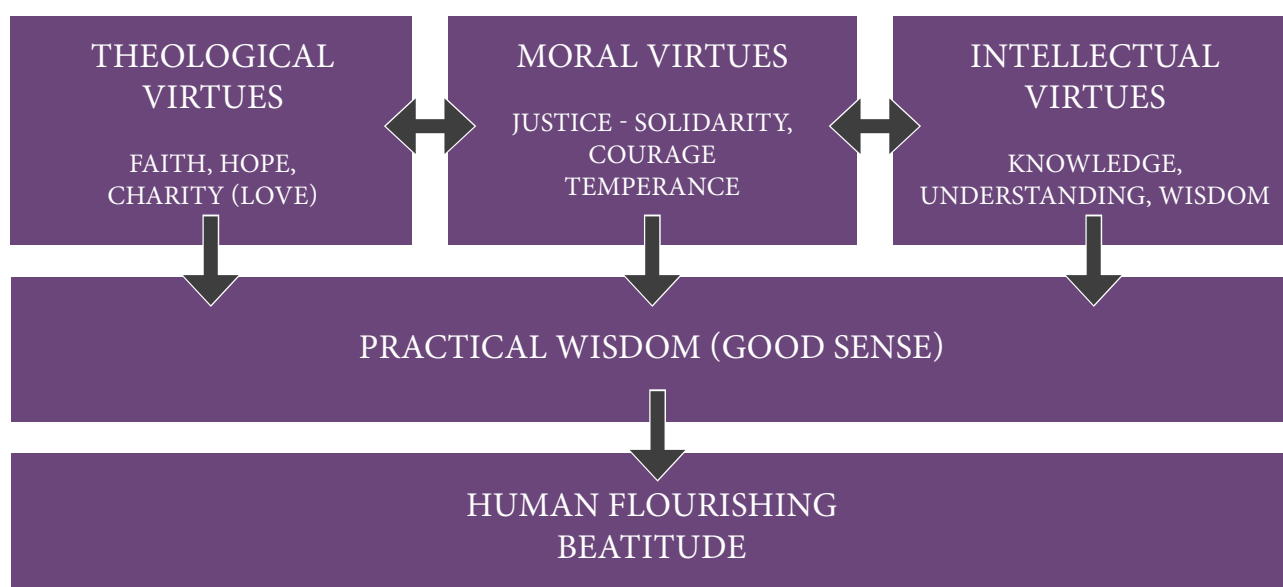 THEOLOGICAL
VIRTUES
FAITH, HOPE,
CHARITY (LOVE)
MORAL VIRTUES
JUSTICE - SOLIDARITY,
COURAGE
TEMPERANCE
INTELLECTUAL
VIRTUES
KNOWLEDGE,
UNDERSTANDING, WISDOM
PRACTICAL WISDOM (GOOD SENSE)
HUMAN FLOURISHING
BEATITUDE